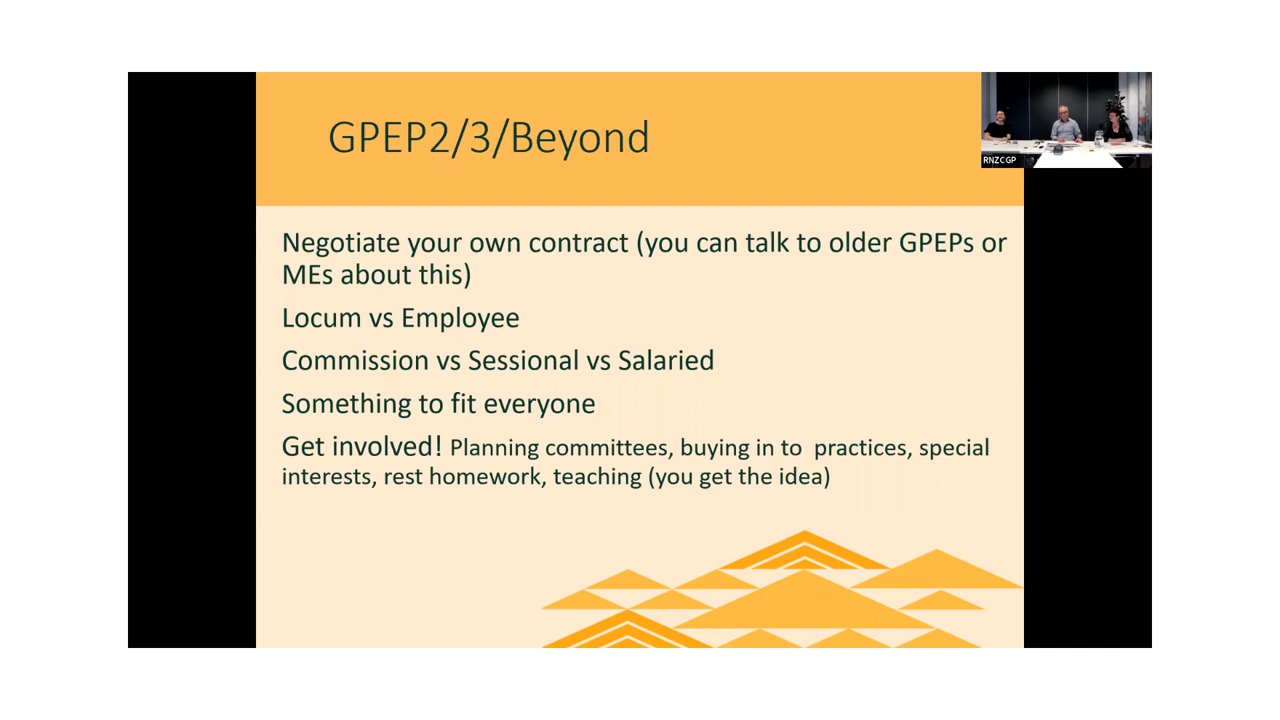 GPEP2/3/Beyond
RNZCGP
Negotiate your own contract (you can talk to older GPEPs or
MEs about this)
Locum vs Employee
Commission vs Sessional vs Salaried
Something to fit everyone
Get involved! Planning committees, buying in to  practices, special
interests, rest homework, teaching (you get the idea)